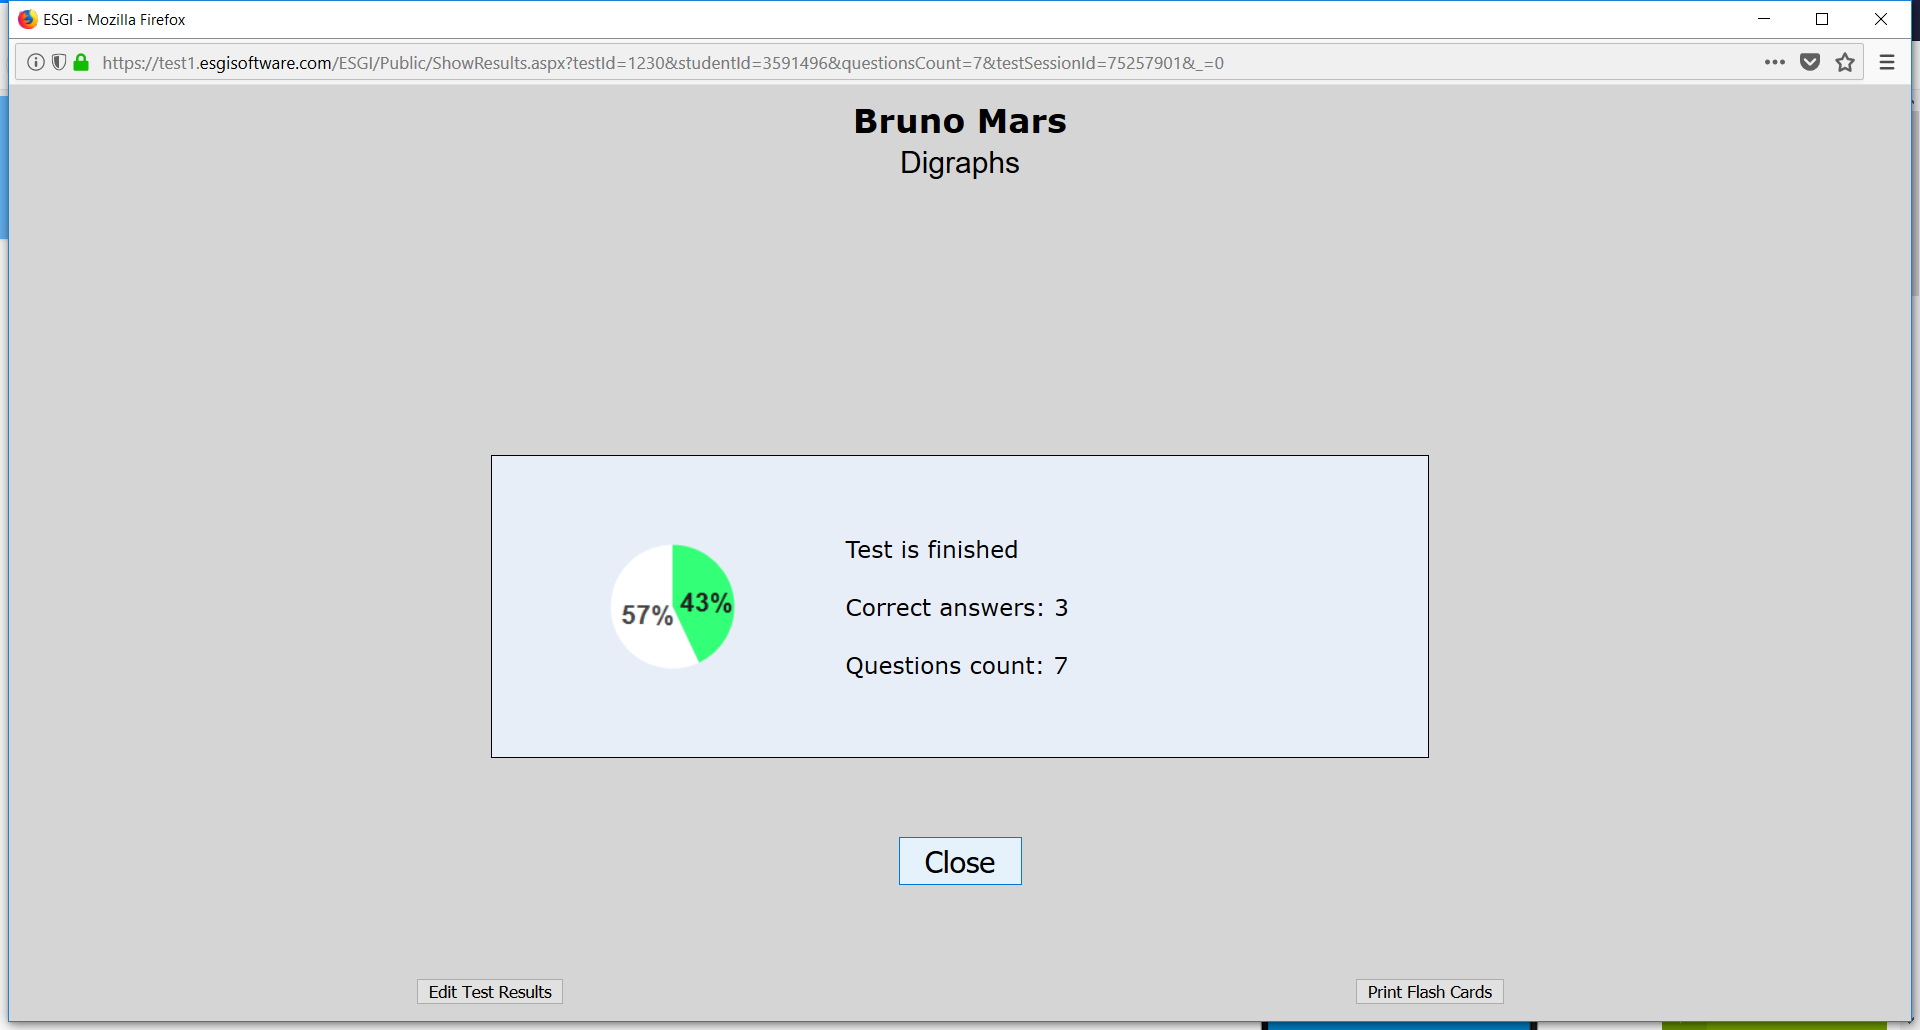 ESGI - Mozilla Firefox
https://test1.esgisoftware.com/ESGI/Public/ShowResults.aspx?testId=1230&studentId=3591496&questionsCount=7&testSessionId=75257901&_=0
Bruno Mars
Digraphs
57% 43%
Test is finished
Correct answers: 3
Questions count: 7
Close
Edit Test Results
Print Flash Cards